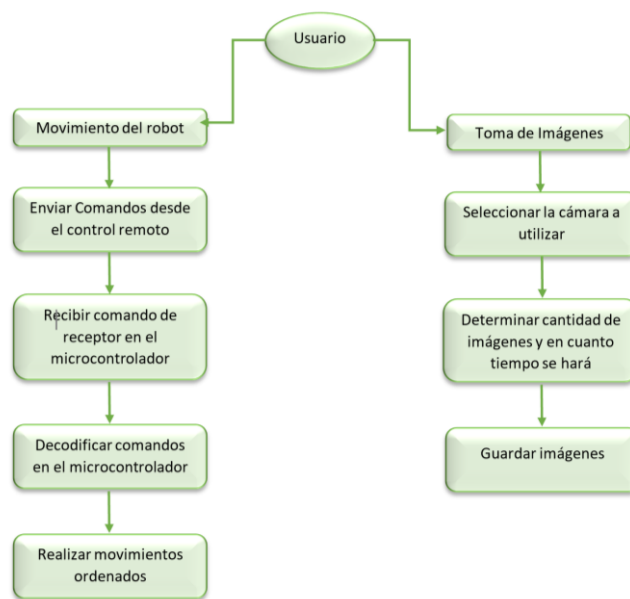 Usuario
Movimiento del robot
Enviar Comandos desde
el control remoto
Recibir comando de
receptor en el
microcontrolador
Decodificar comandos
en el microcontrolador
Realizar movimientos
ordenados
Toma de Imágenes
Seleccionar la cámara a
utilizar
Determinar cantidad de
imágenes y en cuanto
tiempo se hará
Guardar imágenes